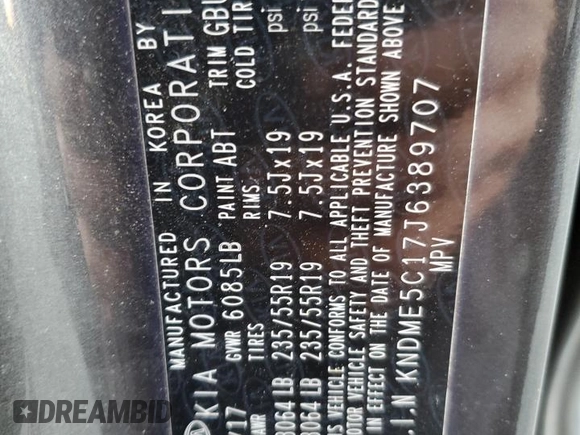 MANUFACTURED IN KOREA BY
KIA MOTORS CORPORATI
/17 GVWR 6085LB PAINT ABT TRIM GBU
TIRES RIMS COLD TIR
3064LB 235/55R19 7.5Jx19 psi
3064LB 235/55R19 7.5Jx19 psi
IS VEHICLE CONFORMS TO ALL APPLICABLE U.S.A. FEDER
MOTOR VEHICLE SAFETY AND THEFT PREVENTION STANDARD
IN EFFECT ON THE DATE OF MANUFACTURE SHOWN ABOVE
.I.N KNDME5C17J6389707
MPV
DREAMBID